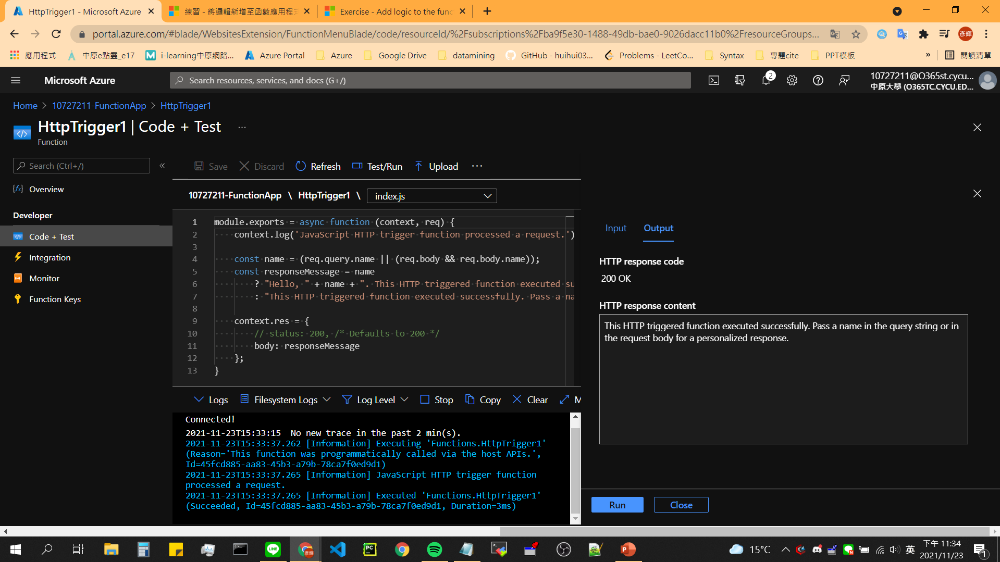 HttpTrigger1 - Microsoft Azure
練習 - 將邏輯新增至函數應用程式
Exercise - Add logic to the func
portal.azure.com/#blade/WebsitesExtension/FunctionMenuBlade/code/resourceId/%2Fsubscriptions%2Fba9f5e30-1488-49db-bae0-9026dacc11b0%2FresourceGroups...
彥輝
應用程式
中原e點靈_e17
i-learning中原網路...
Azure Portal
Azure
Google Drive
datamining
GitHub - huihui03...
Problems - LeetCo...
Syntax
專題cite
PPT模板
»
閱讀清單
Microsoft Azure
Search resources, services, and docs (G+/)
2
10727211@O365st.cycu...
中原大學 (O365TC.CYCU.ED...
Home > 10727211-FunctionApp > HttpTrigger1
HttpTrigger1 | Code + Test ...
Function
Search (Ctrl+/)
«
Overview
Developer
Code + Test
Integration
Monitor
Function Keys
Save
Discard
Refresh
Test/Run
Upload
...
10727211-FunctionApp \ HttpTrigger1 \ index.js
1 module.exports = async function (context, req) {
2 context.log('JavaScript HTTP trigger function processed a request.')
3
4 const name = (req.query.name || (req.body && req.body.name));
5 const responseMessage = name
6 ? "Hello, " + name + ". This HTTP triggered function executed su
7 : "This HTTP triggered function executed successfully. Pass a na
8
9 context.res = {
10 // status: 200, /* Defaults to 200 */
11 body: responseMessage
12 };
13 }
Logs
Filesystem Logs
Log Level
Stop
Copy
Clear
M
Connected!
2021-11-23T15:33:15 No new trace in the past 2 min(s).
2021-11-23T15:33:37.262 [Information] Executing 'Functions.HttpTrigger1'
(Reason='This function was programmatically called via the host APIs.',
Id=45fcd885-aa83-45b3-a79b-78ca7f0ed9d1)
2021-11-23T15:33:37.265 [Information] JavaScript HTTP trigger function
processed a request.
2021-11-23T15:33:37.265 [Information] Executed 'Functions.HttpTrigger1'
(Succeeded, Id=45fcd885-aa83-45b3-a79b-78ca7f0ed9d1, Duration=3ms)
Input
Output
HTTP response code
200 OK
HTTP response content
This HTTP triggered function executed successfully. Pass a name in the query string or in
the request body for a personalized response.
Run
Close
15°C
英
下午 11:34
2021/11/23
1